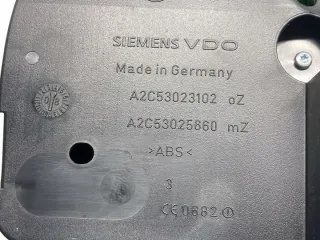 SIEMENS VDO
Made in Germany
A2C53023102 oZ
A2C53025860 mZ
>ABS<
3
CE 0682